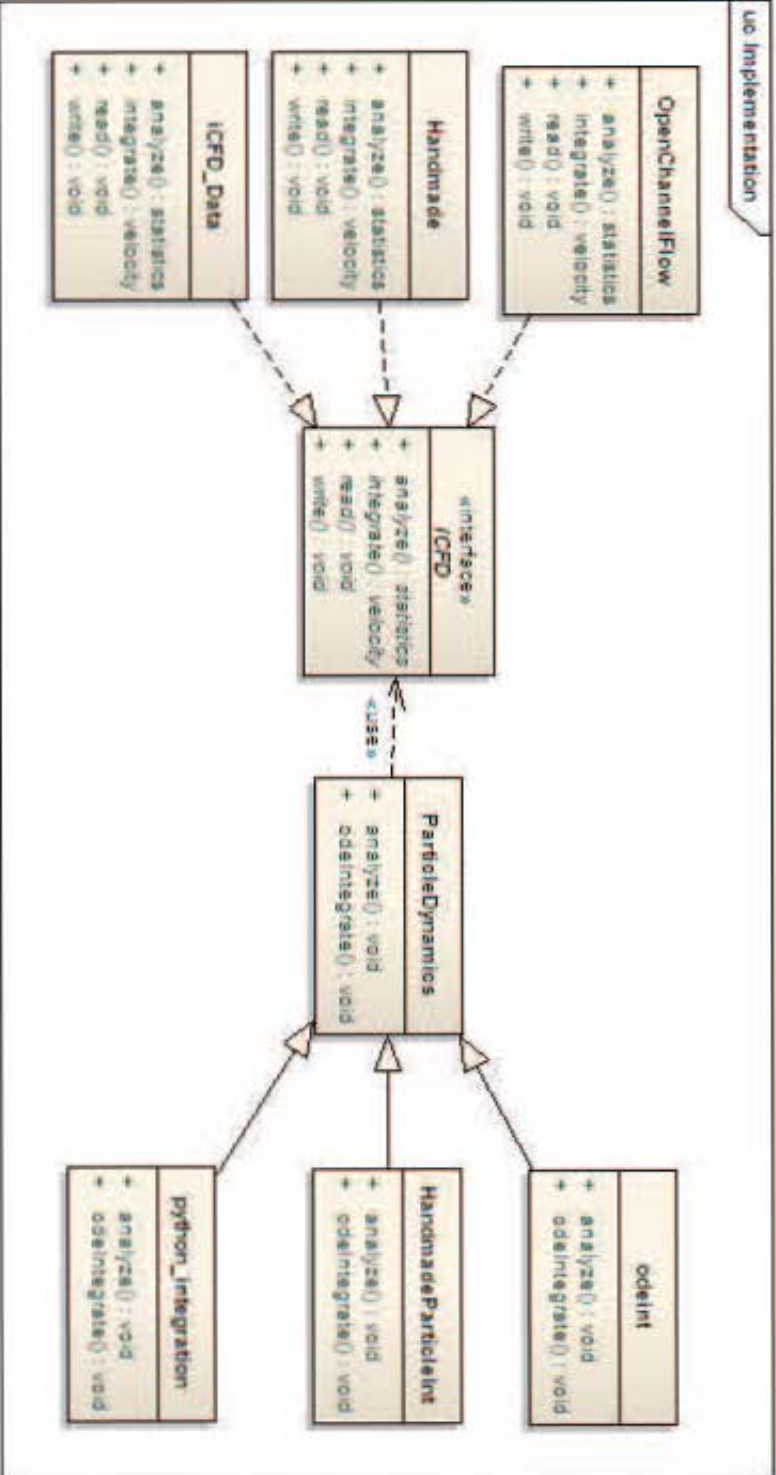 uc Implementation
OpenChannelFlow
+ analyze() : statistics
+ integrate() : velocity
+ read() : void
+ write() : void
Handmade
+ analyze() : statistics
+ integrate() : velocity
+ read() : void
+ write() : void
iCFD_Data
+ analyze() : statistics
+ integrate() : velocity
+ read() : void
+ write() : void
«interface»
ICFD
+ analyze() : statistics
+ integrate() : velocity
+ read() : void
+ write() : void
«use»
ParticleDynamics
+ analyze() : void
+ odeIntegrate() : void
odeInt
+ analyze() : void
+ odeIntegrate() : void
HandmadeParticleInt
+ analyze() : void
+ odeIntegrate() : void
python_integration
+ analyze() : void
+ odeIntegrate() : void